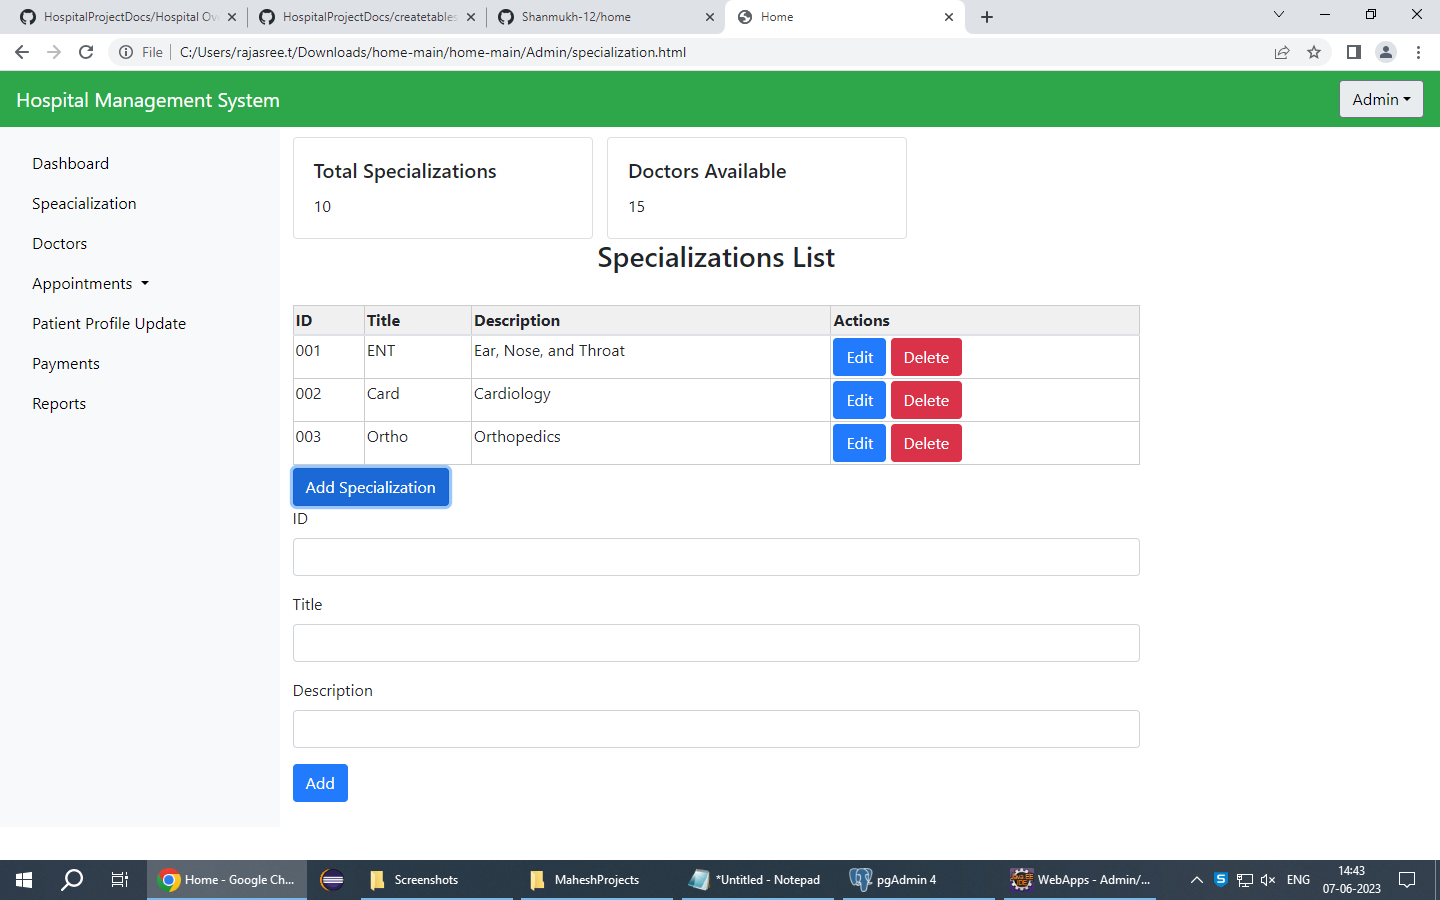 HospitalProjectDocs/Hospital Ov
HospitalProjectDocs/createtables
Shanmukh-12/home
Home
File
C:/Users/rajasree.t/Downloads/home-main/home-main/Admin/specialization.html
Hospital Management System
Admin
Dashboard
Speacialization
Doctors
Appointments
Patient Profile Update
Payments
Reports
Total Specializations
10
Doctors Available
15
Specializations List
ID Title Description Actions
001 ENT Ear, Nose, and Throat Edit Delete
002 Card Cardiology Edit Delete
003 Ortho Orthopedics Edit Delete
Add Specialization
ID
Title
Description
Add
Home - Google Ch...
Screenshots
MaheshProjects
*Untitled - Notepad
pgAdmin 4
WebApps - Admin/...
ENG
14:43
07-06-2023